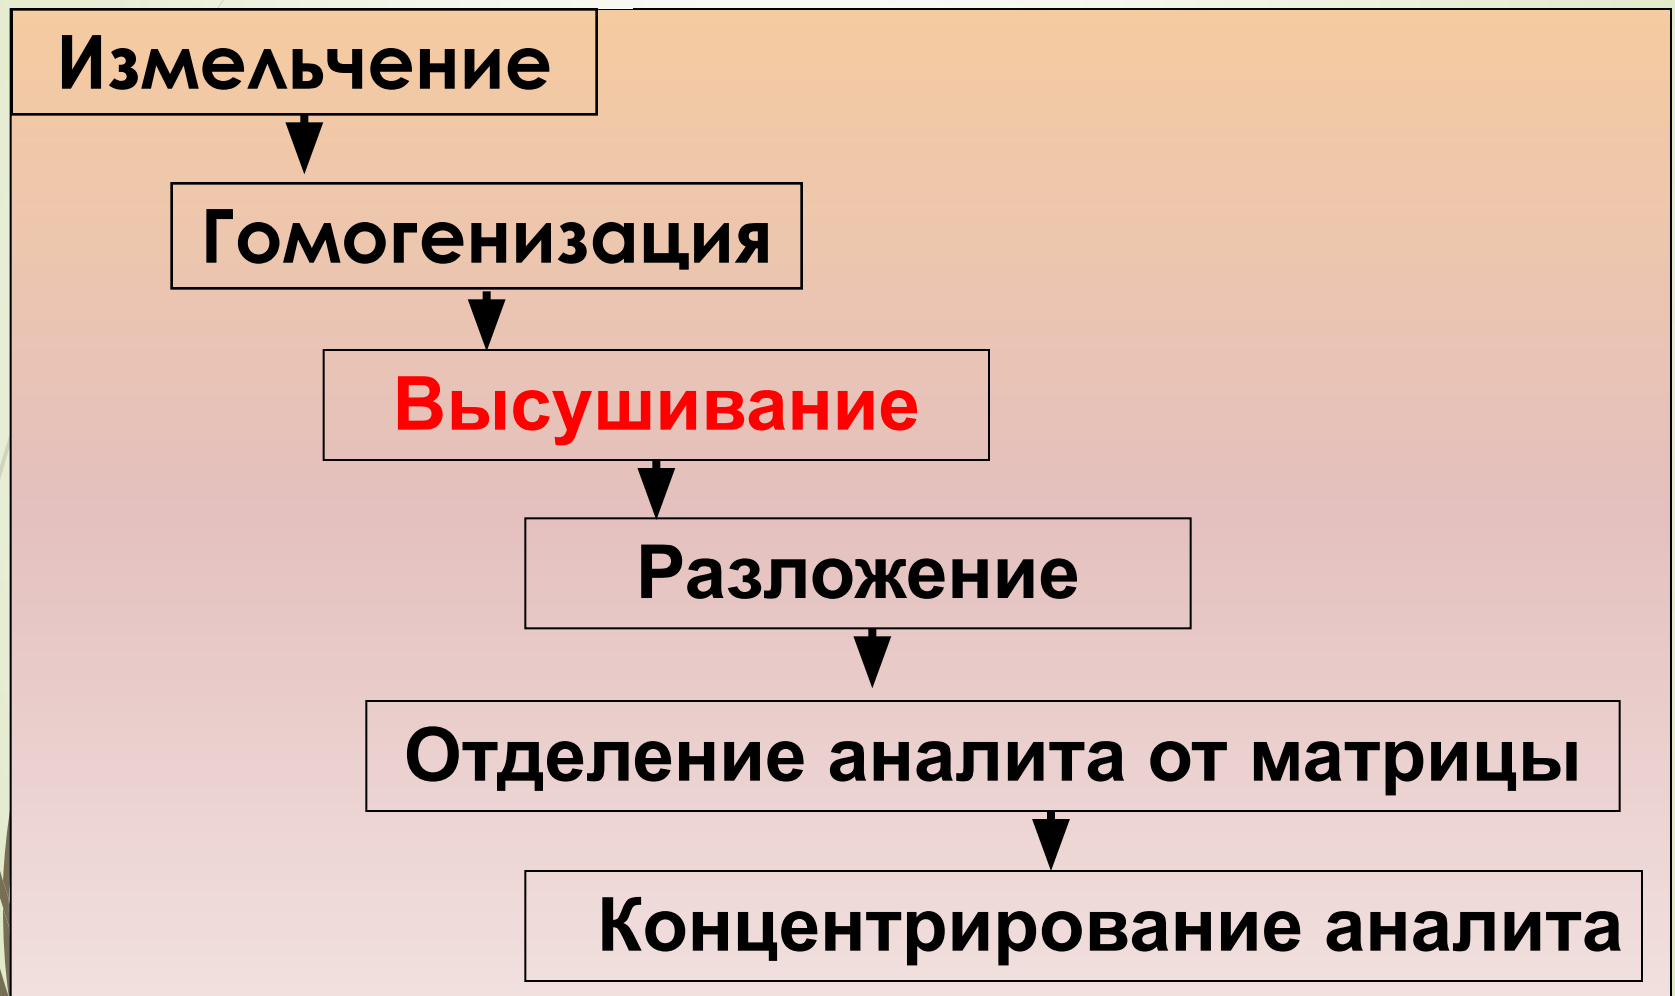 Измельчение
Гомогенизация
Высушивание
Разложение
Отделение аналита от матрицы
Концентрирование аналита